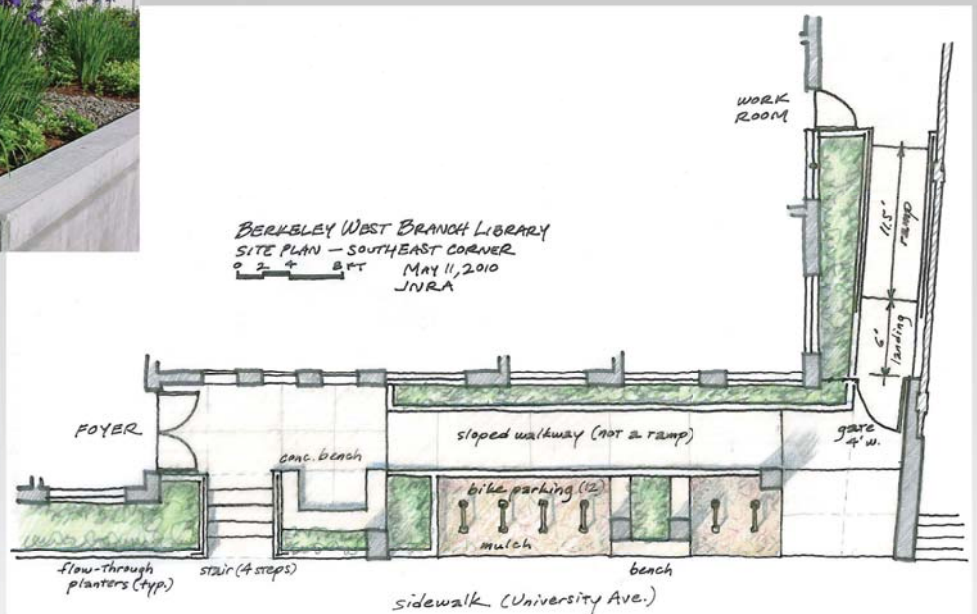 WORK
ROOM
BERKELEY WEST BRANCH LIBRARY
SITE PLAN – SOUTHEAST CORNER
0 2 4 8 FT MAY 11, 2010
JNRA
11.5'
ramp
6'
landing
FOYER
conc. bench
sloped walkway (not a ramp)
gate
4' w.
bike parking (12)
mulch
flow-through
planters (typ.)
stair (4 steps)
bench
sidewalk (University Ave.)